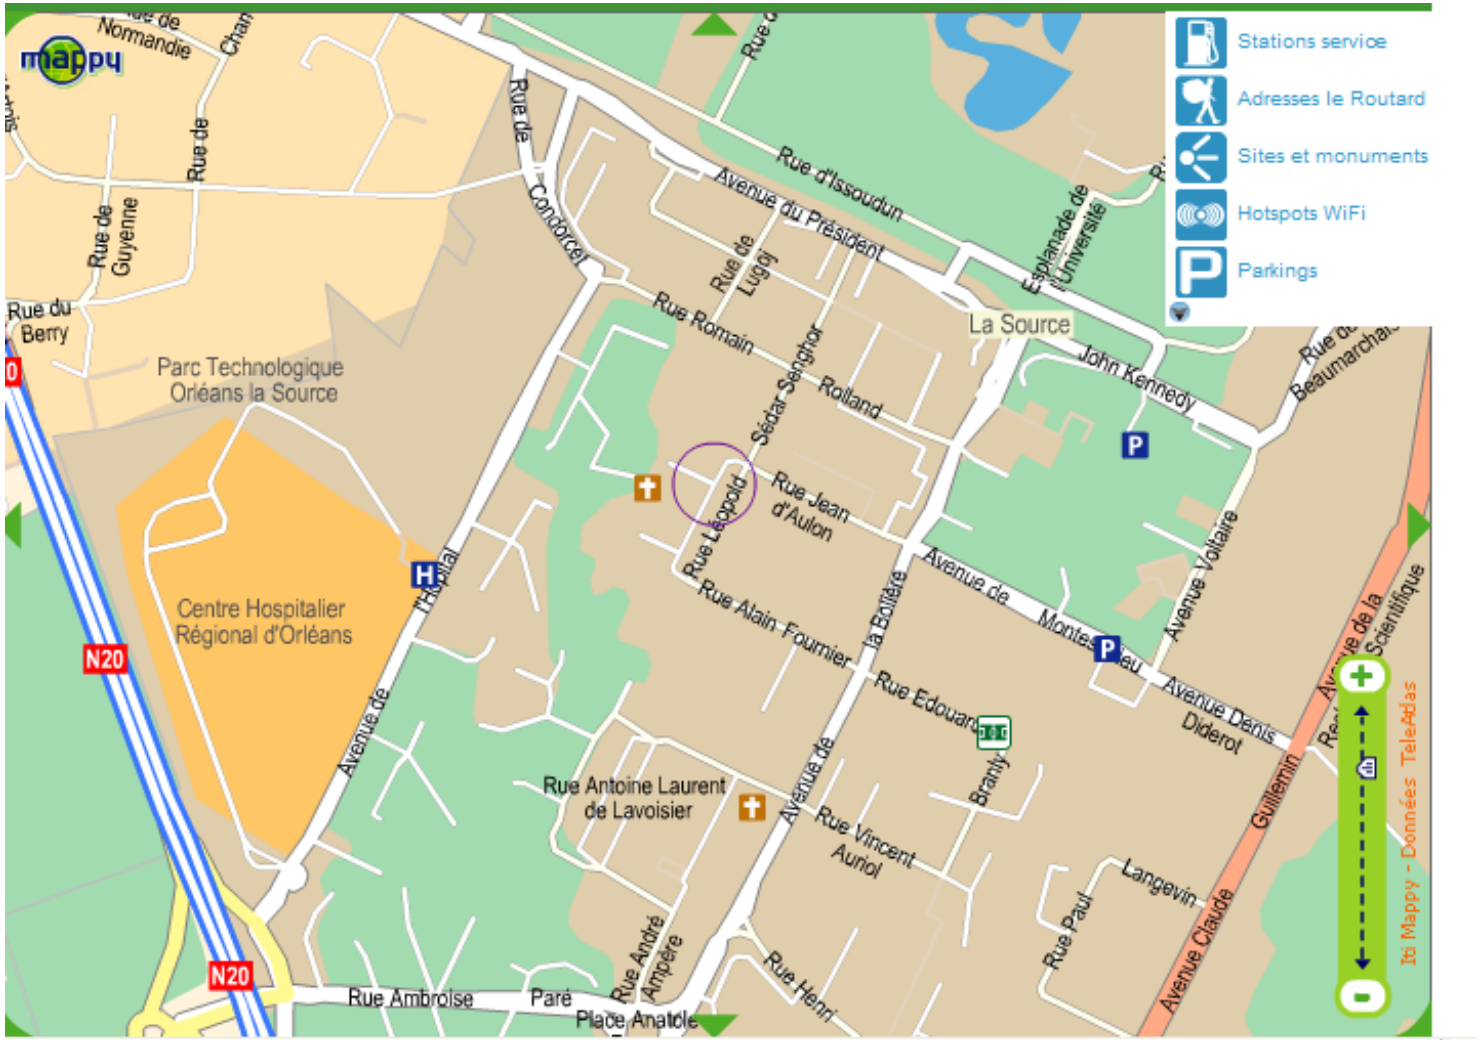 mappy
Rue de
Normandie
Rue de
Rue de
Guyenne
Rue du
Berry
Parc Technologique
Orléans la Source
Centre Hospitalier
Régional d'Orléans
H
N20
N20
Rue de
Condorcet
Avenue de
l'Hôpital
Rue d'Issoudun
Avenue du Président
John Kennedy
Rue de
Lugoj
Rue Romain
Rolland
Rue Léopold
Sédar Senghor
Rue Jean
d'Aulon
Rue Alain Fournier
La Source
Esplanade de
l'Université
P
Rue de
Beaumarchais
Avenue Voltaire
Avenue de
Montesquieu
P
Avenue Denis
Diderot
Avenue de
la Bolière
Rue Edouard
Branly
Rue Antoine Laurent
de Lavoisier
Rue Vincent
Auriol
Rue Paul
Langevin
Avenue Claude
Guillemin
Avenue de la
Scientifique
Rue André
Ampère
Rue Henri
Rue Ambroise Paré
Place Anatole
Stations service
Adresses le Routard
Sites et monuments
Hotspots WiFi
P Parkings
Iti Mappy - Données TeleAtlas